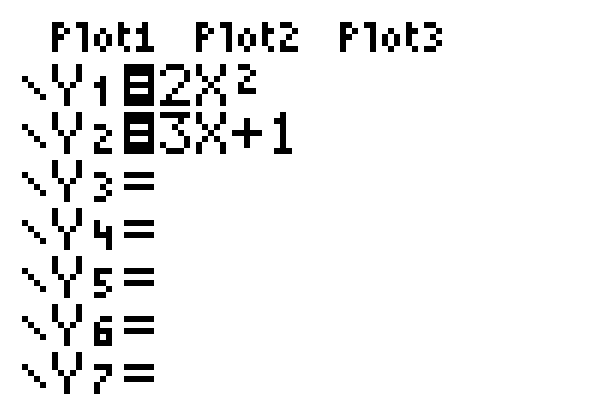 Plot1 Plot2 Plot3
\Y₁=2X²
\Y₂=3X+1
\Y₃=
\Y₄=
\Y₅=
\Y₆=
\Y₇=